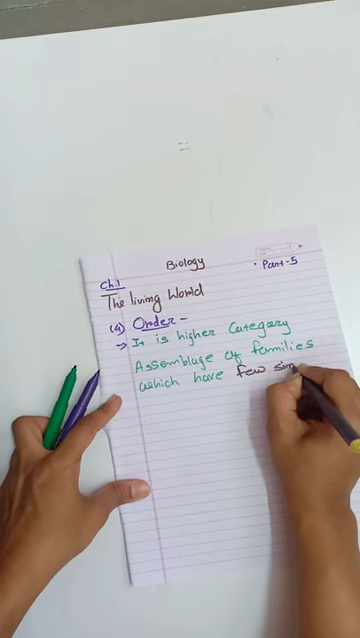 Biology
• Part-5
Ch.1
The living World
(4) Order –
→ It is higher Category
Assemblage of families
which have few sim